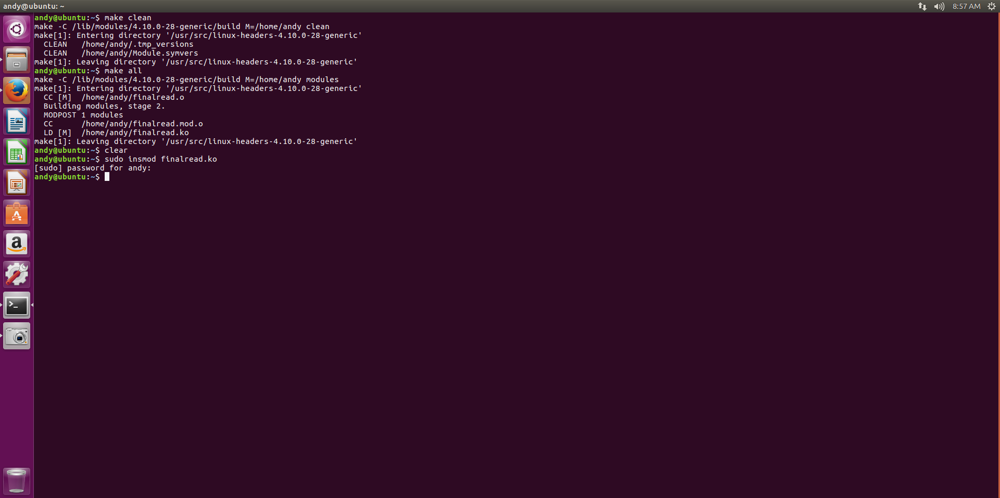 andy@ubuntu: ~
8:57 AM
andy@ubuntu:~$ make clean
make -C /lib/modules/4.10.0-28-generic/build M=/home/andy clean
make[1]: Entering directory '/usr/src/linux-headers-4.10.0-28-generic'
  CLEAN   /home/andy/.tmp_versions
  CLEAN   /home/andy/Module.symvers
make[1]: Leaving directory '/usr/src/linux-headers-4.10.0-28-generic'
andy@ubuntu:~$ make all
make -C /lib/modules/4.10.0-28-generic/build M=/home/andy modules
make[1]: Entering directory '/usr/src/linux-headers-4.10.0-28-generic'
  CC [M]  /home/andy/finalread.o
  Building modules, stage 2.
  MODPOST 1 modules
  CC      /home/andy/finalread.mod.o
  LD [M]  /home/andy/finalread.ko
make[1]: Leaving directory '/usr/src/linux-headers-4.10.0-28-generic'
andy@ubuntu:~$ clear
andy@ubuntu:~$ sudo insmod finalread.ko
[sudo] password for andy:
andy@ubuntu:~$